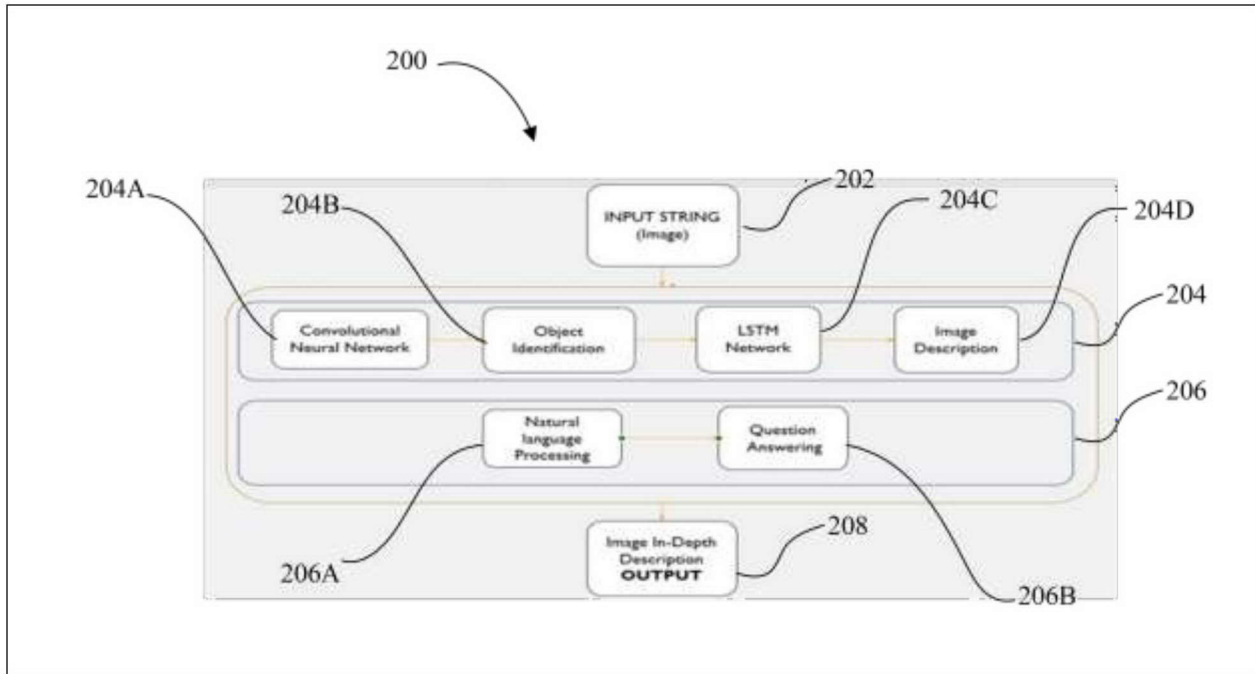 200
202
204A
204B
204C
204D
INPUT STRING
(Image)
204
Convolutional
Neural Network
Object
Identification
LSTM
Network
Image
Description
206
Natural
language
Processing
Question
Answering
208
Image In-Depth
Description
OUTPUT
206A
206B